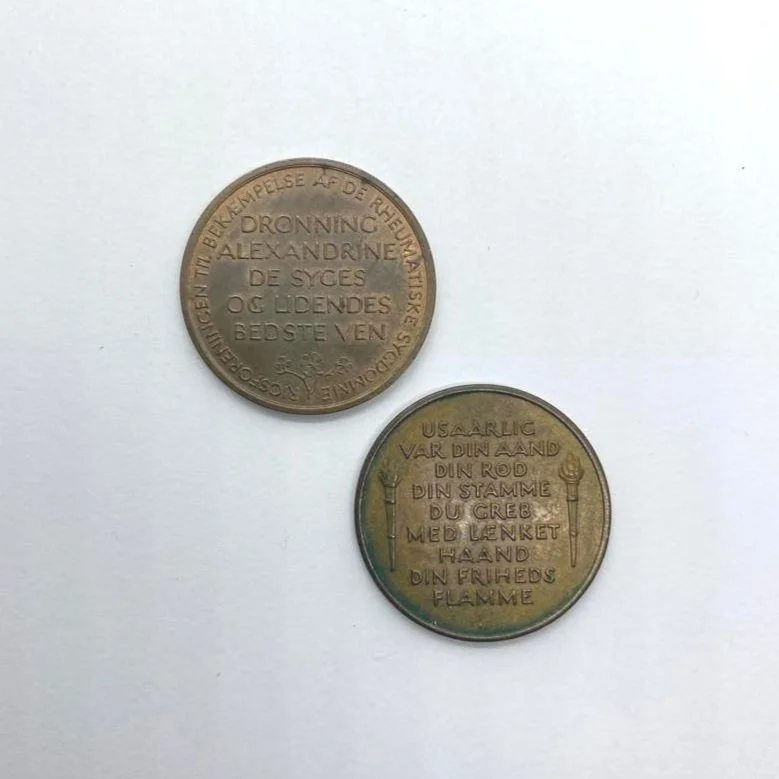 RIGSFORENINGEN TIL BEKÆMPELSE AF DE RHEUMATISKE SYGDOMME
DRONNING
ALEXANDRINE
DE SYGES
OG LIDENDES
BEDSTE VEN
USAARLIG
VAR DIN AAND
DIN ROD
DIN STAMME
DU GREB
MED LÆNKET
HAAND
DIN FRIHEDS
FLAMME